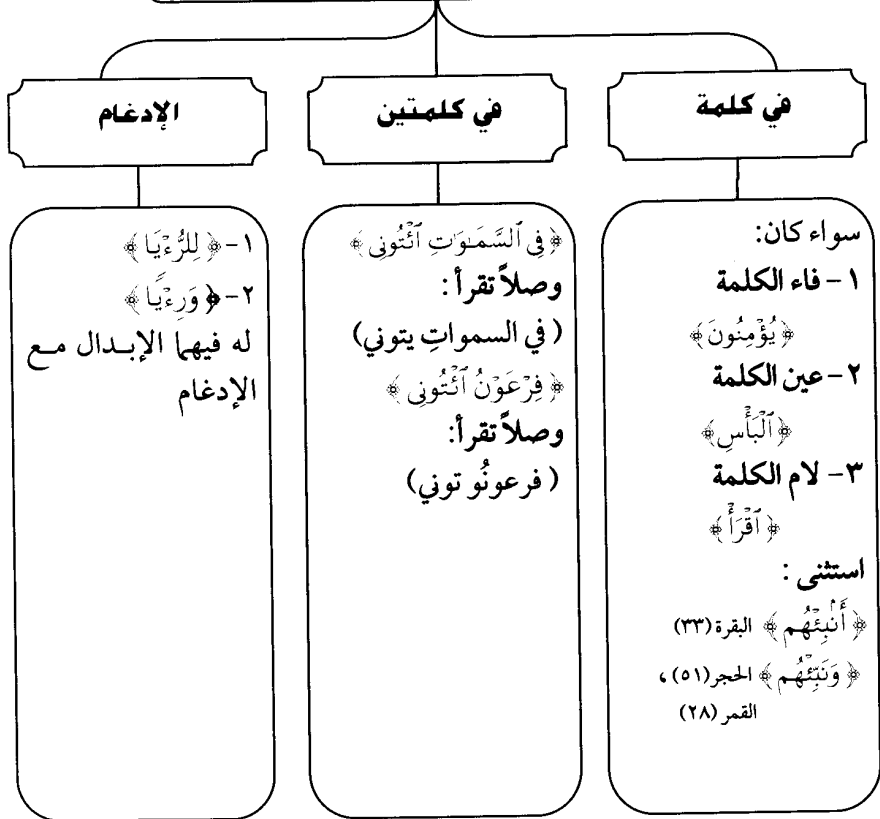 في كلمة
سواء كان:
١ – فاء الكلمة
﴿يُؤْمِنُونَ﴾
٢- عين الكلمة
﴿ٱلْبَأْسِ﴾
٣- لام الكلمة
﴿ٱقْرَأْ﴾
استثنى :
﴿أَنۢبِئْهُم﴾ البقرة (٣٣)
﴿وَنَبِّئْهُم﴾ الحجر (٥١) ،
القمر (٢٨)
في كلمتين
﴿فِى ٱلسَّمَـٰوَٰتِ ٱئْتُونِى﴾
وصلاً تقرأ :
( في السمواتِ يتوني)
﴿فِرْعَوْنُ ٱئْتُونِى﴾
وصلاً تقرأ:
( فرعونُو توني)
الإدغام
١ -﴿لِلرُّءْيَا﴾
٢ -﴿وَرِءْيًا﴾
له فيهما الإبدال مع
الإدغام